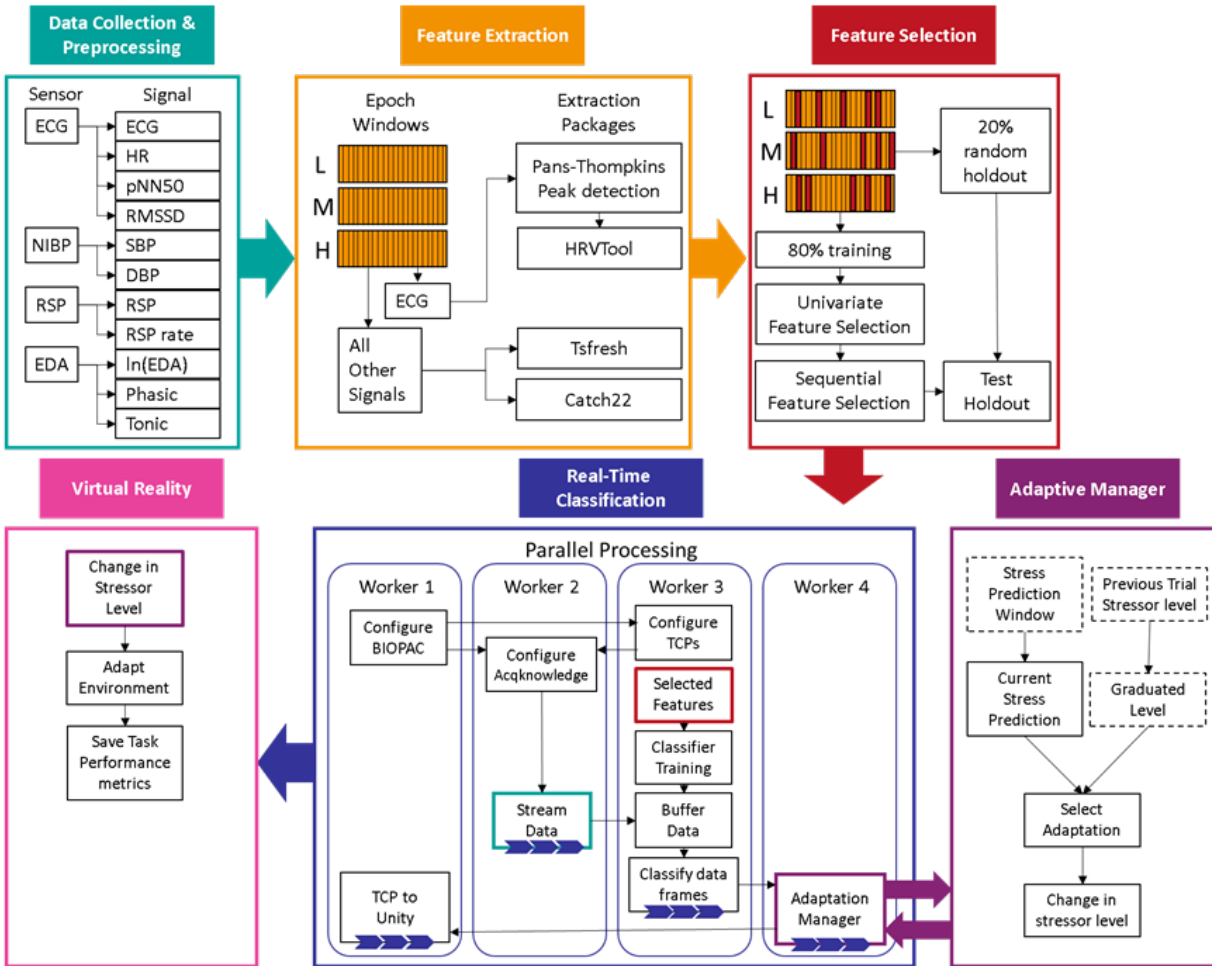 Data Collection &
Preprocessing
Feature Extraction
Feature Selection
Sensor
Signal
ECG
ECG
HR
pNN50
RMSSD
NIBP
SBP
DBP
RSP
RSP
RSP rate
EDA
ln(EDA)
Phasic
Tonic
Epoch
Windows
L
M
H
ECG
All
Other
Signals
Extraction
Packages
Pans-Thompkins
Peak detection
HRVTool
Tsfresh
Catch22
L
M
H
20%
random
holdout
80% training
Univariate
Feature Selection
Sequential
Feature Selection
Test
Holdout
Virtual Reality
Real-Time
Classification
Adaptive Manager
Change in
Stressor
Level
Adapt
Environment
Save Task
Performance
metrics
Parallel Processing
Worker 1
Worker 2
Worker 3
Worker 4
Configure
BIOPAC
Configure
Acqknowledge
Configure
TCPs
Selected
Features
Classifier
Training
Stream
Data
Buffer
Data
Classify data
frames
TCP to
Unity
Adaptation
Manager
Stress
Prediction
Window
Previous Trial
Stressor level
Current
Stress
Prediction
Graduated
Level
Select
Adaptation
Change in
stressor level